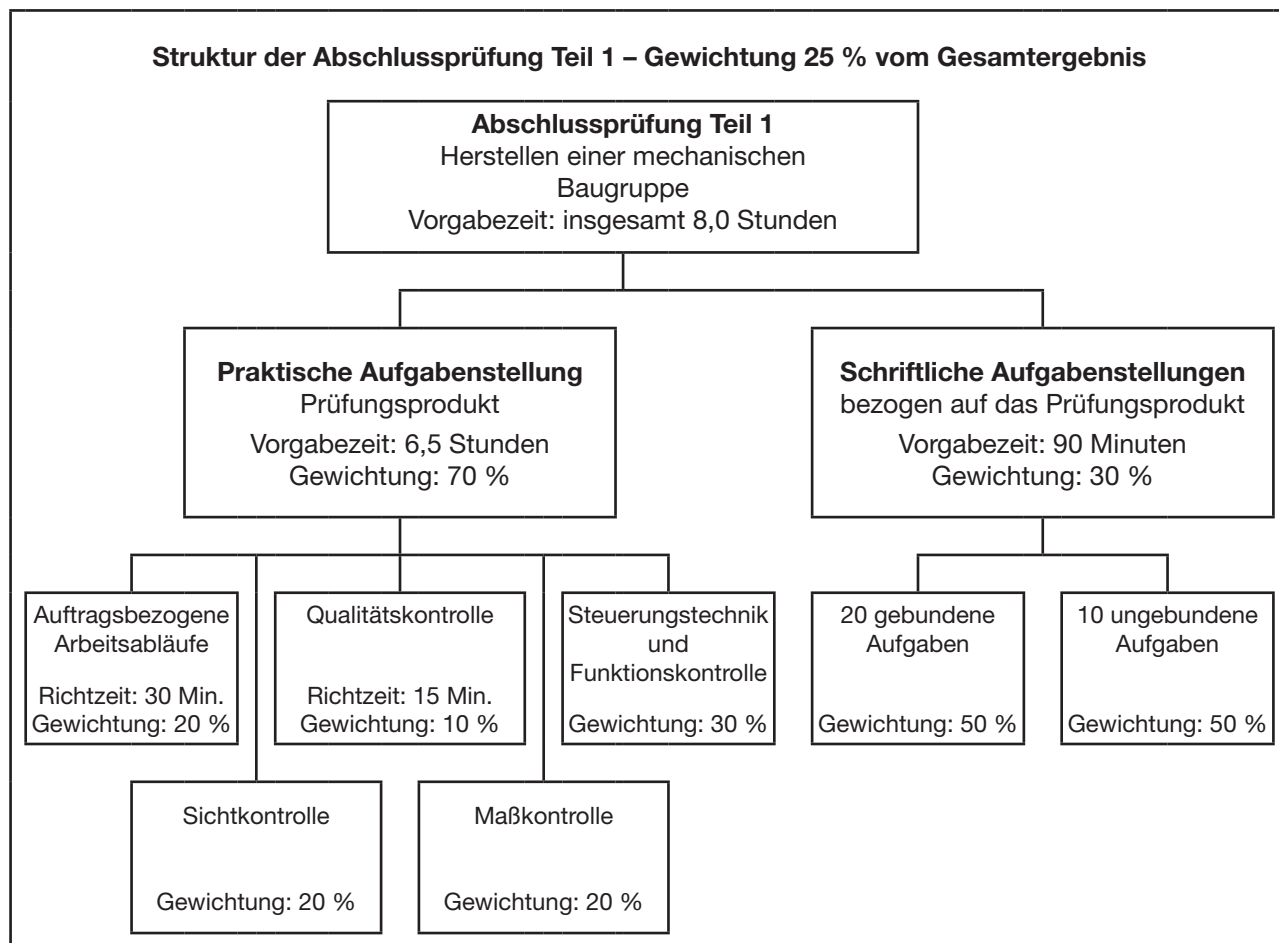 Struktur der Abschlussprüfung Teil 1 – Gewichtung 25 % vom Gesamtergebnis
Abschlussprüfung Teil 1
Herstellen einer mechanischen
Baugruppe
Vorgabezeit: insgesamt 8,0 Stunden
Praktische Aufgabenstellung
Prüfungsprodukt
Vorgabezeit: 6,5 Stunden
Gewichtung: 70 %
Schriftliche Aufgabenstellungen
bezogen auf das Prüfungsprodukt
Vorgabezeit: 90 Minuten
Gewichtung: 30 %
Auftragsbezogene
Arbeitsabläufe
Richtzeit: 30 Min.
Gewichtung: 20 %
Qualitätskontrolle
Richtzeit: 15 Min.
Gewichtung: 10 %
Steuerungstechnik
und
Funktionskontrolle
Gewichtung: 30 %
20 gebundene
Aufgaben
Gewichtung: 50 %
10 ungebundene
Aufgaben
Gewichtung: 50 %
Sichtkontrolle
Gewichtung: 20 %
Maßkontrolle
Gewichtung: 20 %